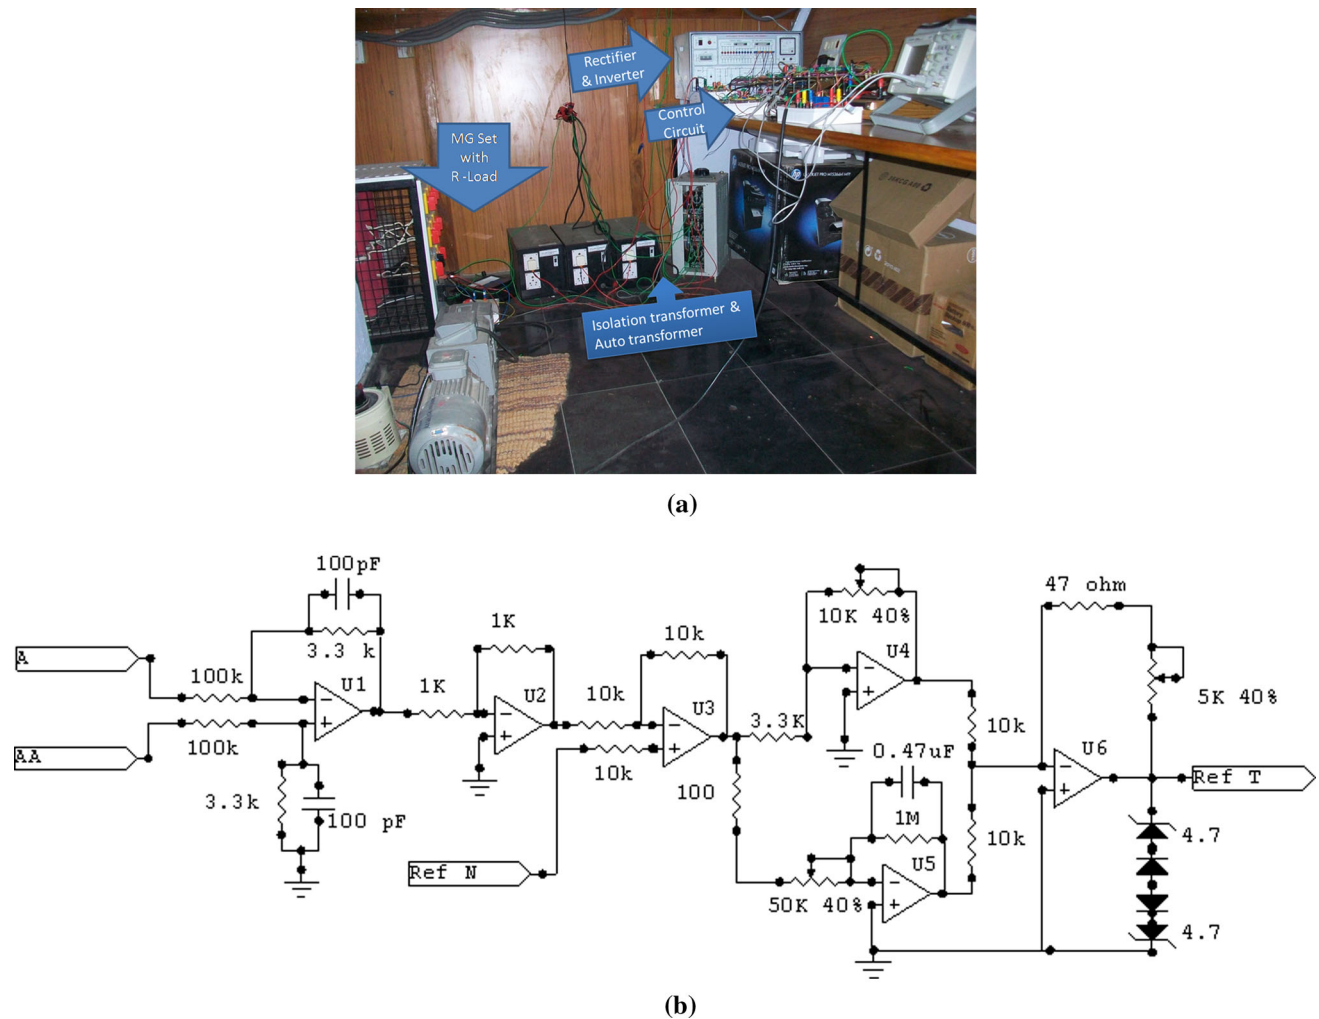 Rectifier
& Inverter
Control
Circuit
MG Set
with
R -Load
Isolation transformer &
Auto transformer
(a)
100pF
3.3 k
A
100k
U1
AA
100k
3.3k
100 pF
1K
1K
U2
10k
10k
U3
10k
Ref N
3.3K
100
10K 40%
U4
0.47uF
1M
50K 40%
U5
10k
10k
47 ohm
5K 40%
U6
Ref T
4.7
4.7
(b)